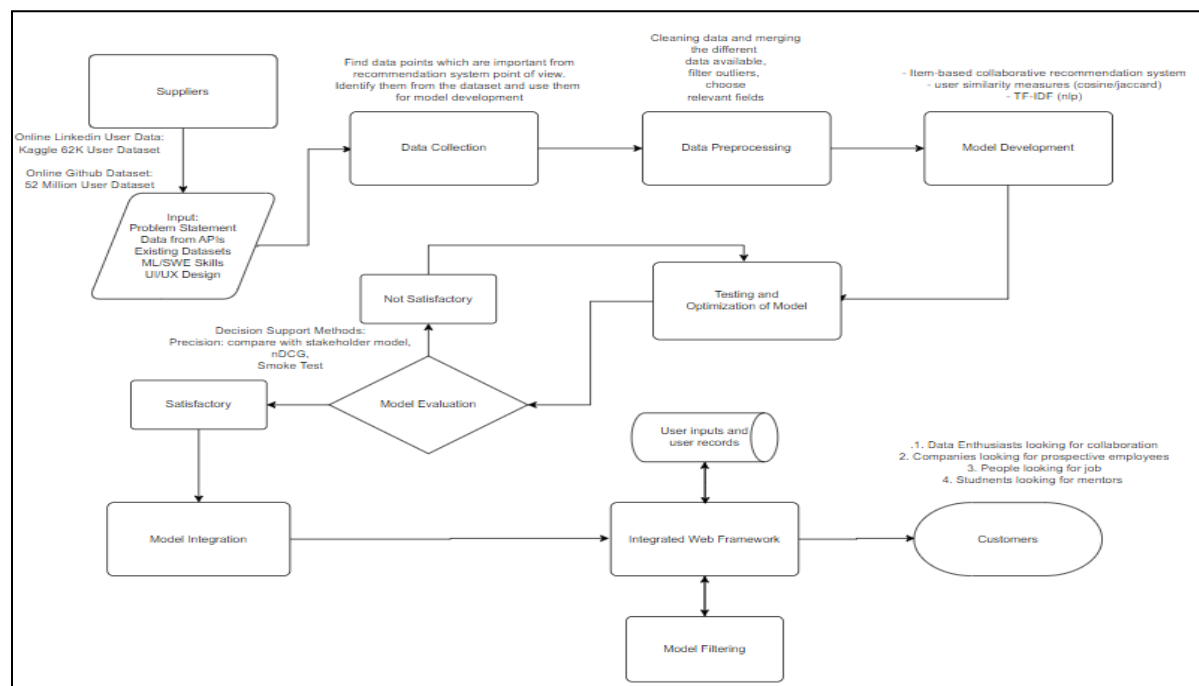 Suppliers
Online Linkedin User Data:
Kaggle 62K User Dataset
Online Github Dataset:
52 Million User Dataset
Input:
Problem Statement
Data from APIs
Existing Datasets
ML/SWE Skills
UI/UX Design
Find data points which are important from
recommendation system point of view.
Identify them from the dataset and use them
for model development
Data Collection
Cleaning data and merging
the different
data available,
filter outliers,
choose
relevant fields
Data Preprocessing
- Item-based collaborative recommendation system
- user similarity measures (cosine/jaccard)
- TF-IDF (nlp)
Model Development
Testing and
Optimization of Model
Not Satisfactory
Decision Support Methods:
Precision: compare with stakeholder model,
nDCG,
Smoke Test
Model Evaluation
Satisfactory
Model Integration
User inputs and
user records
Integrated Web Framework
Model Filtering
.1. Data Enthusiasts looking for collaboration
2. Companies looking for prospective employees
3. People looking for job
4. Studnents looking for mentors
Customers